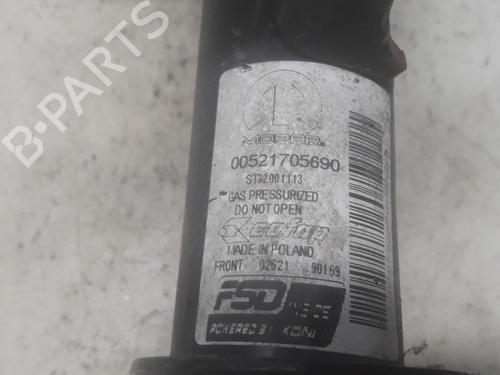 MOPAR
00521705690
ST32001113
GAS PRESSURIZED
DO NOT OPEN
MADE IN POLAND
FRONT 02621 90169
FSD
POWERED BY KONI
B-PARTS